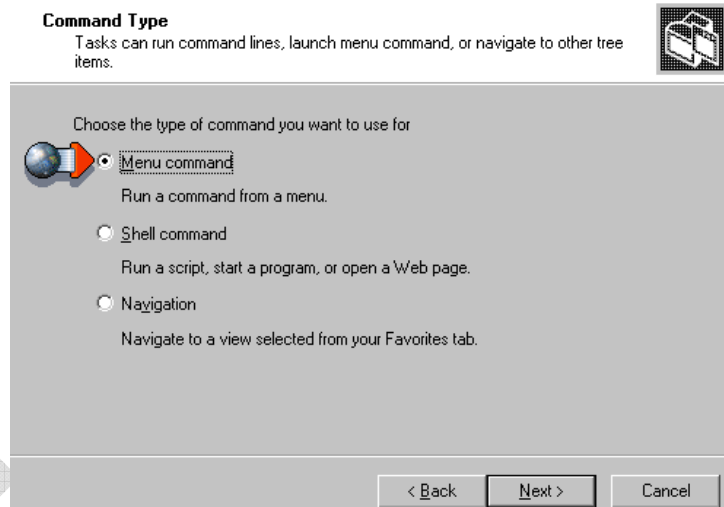 Command Type
Tasks can run command lines, launch menu command, or navigate to other tree
items.
Choose the type of command you want to use for
Menu command
Run a command from a menu.
Shell command
Run a script, start a program, or open a Web page.
Navigation
Navigate to a view selected from your Favorites tab.
< Back Next > Cancel